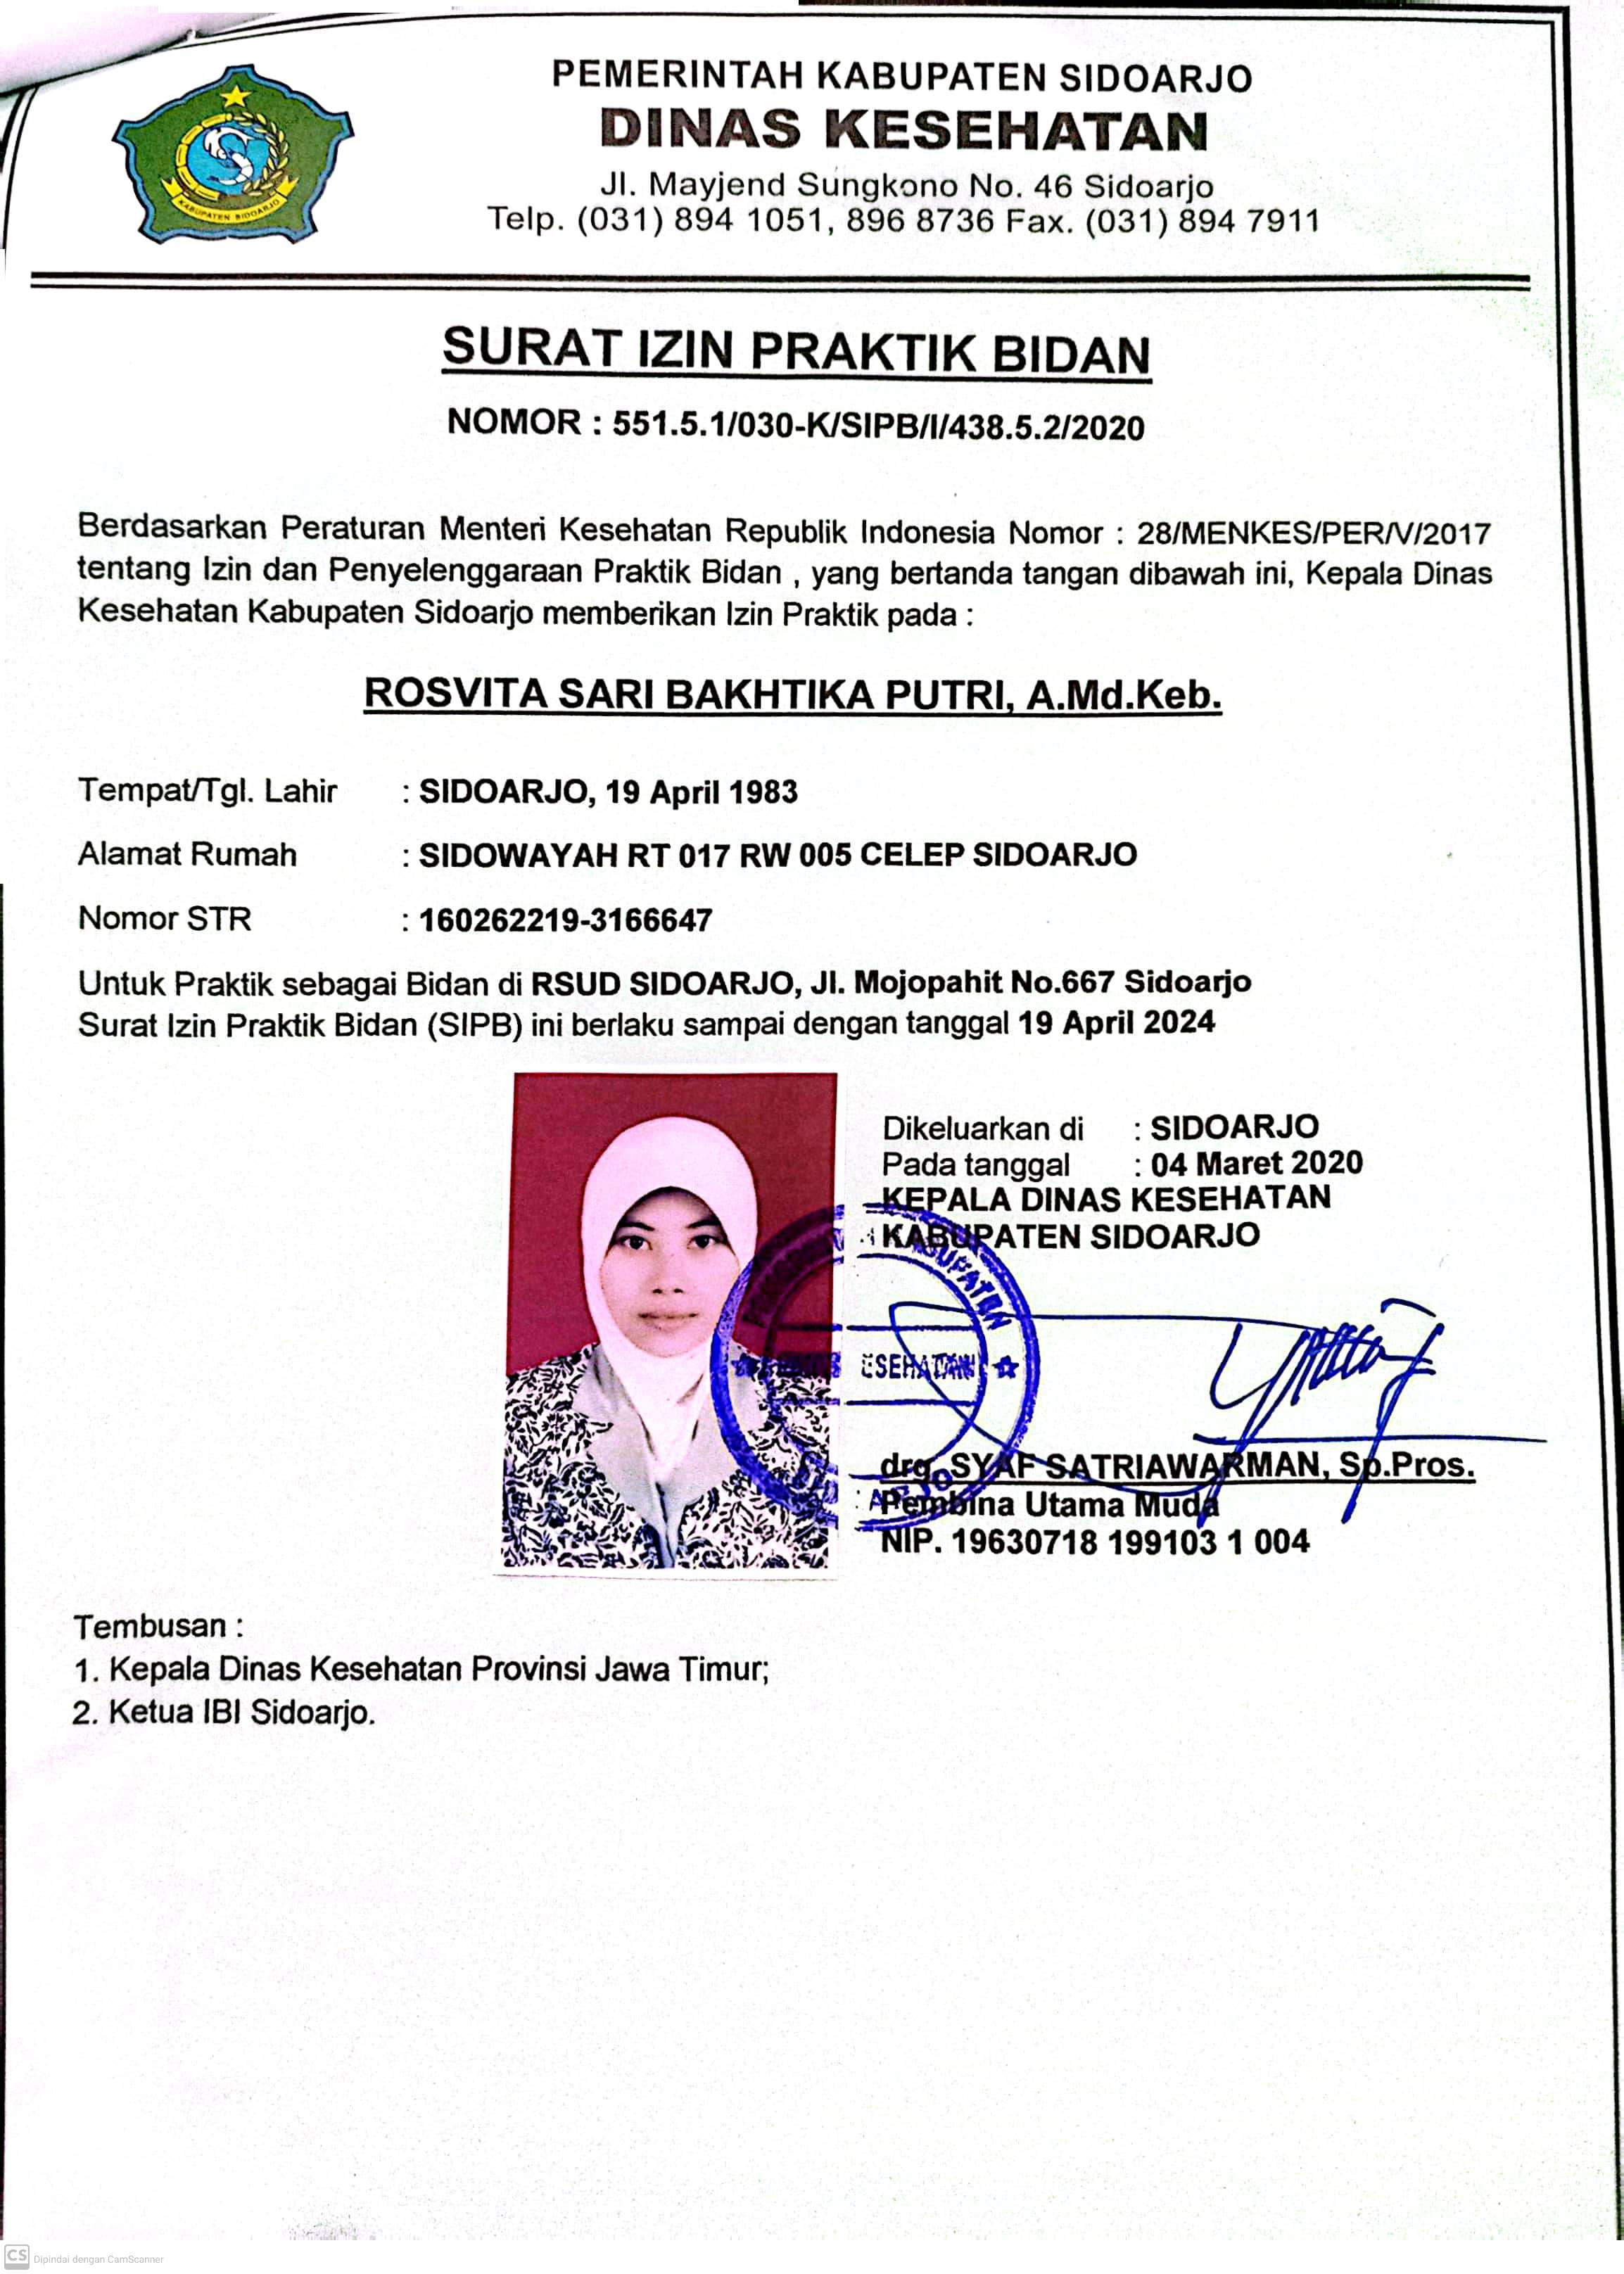 PEMERINTAH KABUPATEN SIDOARJO
DINAS KESEHATAN
Jl. Mayjend Sungkono No. 46 Sidoarjo
Telp. (031) 894 1051, 896 8736 Fax. (031) 894 7911
KABUPATEN SIDOARJO
SURAT IZIN PRAKTIK BIDAN
NOMOR : 551.5.1/030-K/SIPB/I/438.5.2/2020
Berdasarkan Peraturan Menteri Kesehatan Republik Indonesia Nomor : 28/MENKES/PER/V/2017
tentang Izin dan Penyelenggaraan Praktik Bidan , yang bertanda tangan dibawah ini, Kepala Dinas
Kesehatan Kabupaten Sidoarjo memberikan Izin Praktik pada :
ROSVITA SARI BAKHTIKA PUTRI, A.Md.Keb.
Tempat/Tgl. Lahir : SIDOARJO, 19 April 1983
Alamat Rumah : SIDOWAYAH RT 017 RW 005 CELEP SIDOARJO
Nomor STR : 160262219-3166647
Untuk Praktik sebagai Bidan di RSUD SIDOARJO, Jl. Mojopahit No.667 Sidoarjo
Surat Izin Praktik Bidan (SIPB) ini berlaku sampai dengan tanggal 19 April 2024
Dikeluarkan di : SIDOARJO
Pada tanggal : 04 Maret 2020
KEPALA DINAS KESEHATAN
KABUPATEN SIDOARJO
drg. SYAF SATRIAWARMAN, Sp.Pros.
Pembina Utama Muda
NIP. 19630718 199103 1 004
Tembusan :
1. Kepala Dinas Kesehatan Provinsi Jawa Timur;
2. Ketua IBI Sidoarjo.
CS Dipindai dengan CamScanner